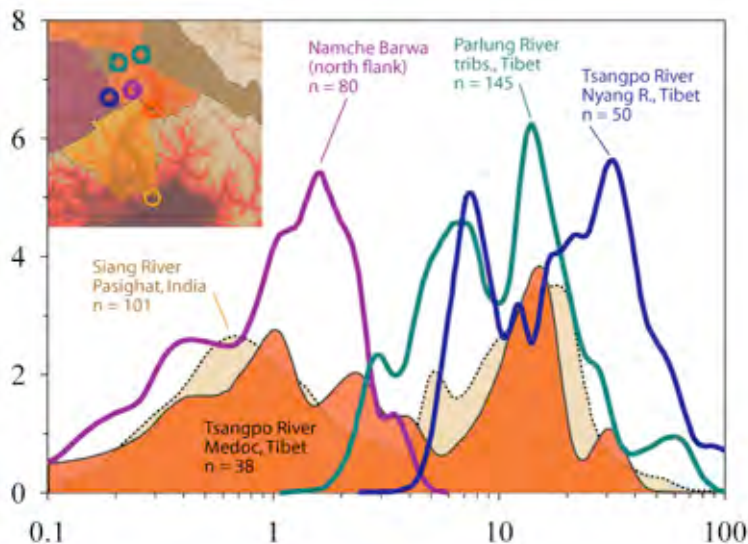 8
6
4
2
0
0.1
1
10
100
Namche Barwa
(north flank)
n = 80
Parlung River
tribs., Tibet
n = 145
Tsangpo River
Nyang R., Tibet
n = 50
Siang River
Pasighat, India
n = 101
Tsangpo River
Medoc, Tibet
n = 38